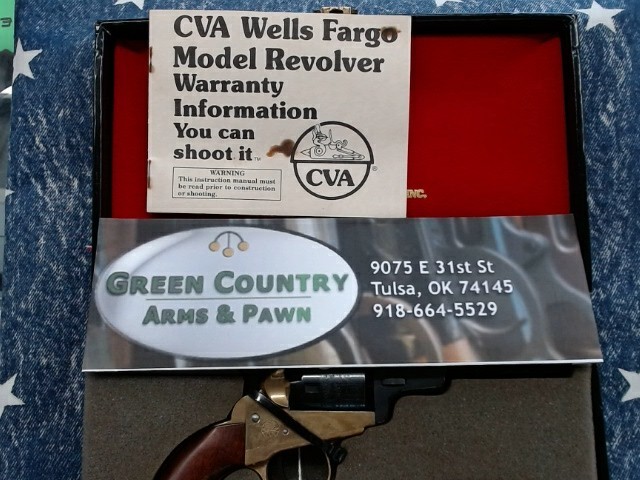 CVA Wells Fargo
Model Revolver
Warranty
Information
You can
shoot it™
WARNING
This instruction manual must
be read prior to construction
or shooting.
CVA®
INC.
GREEN COUNTRY
ARMS & PAWN
9075 E 31st St
Tulsa, OK 74145
918-664-5529